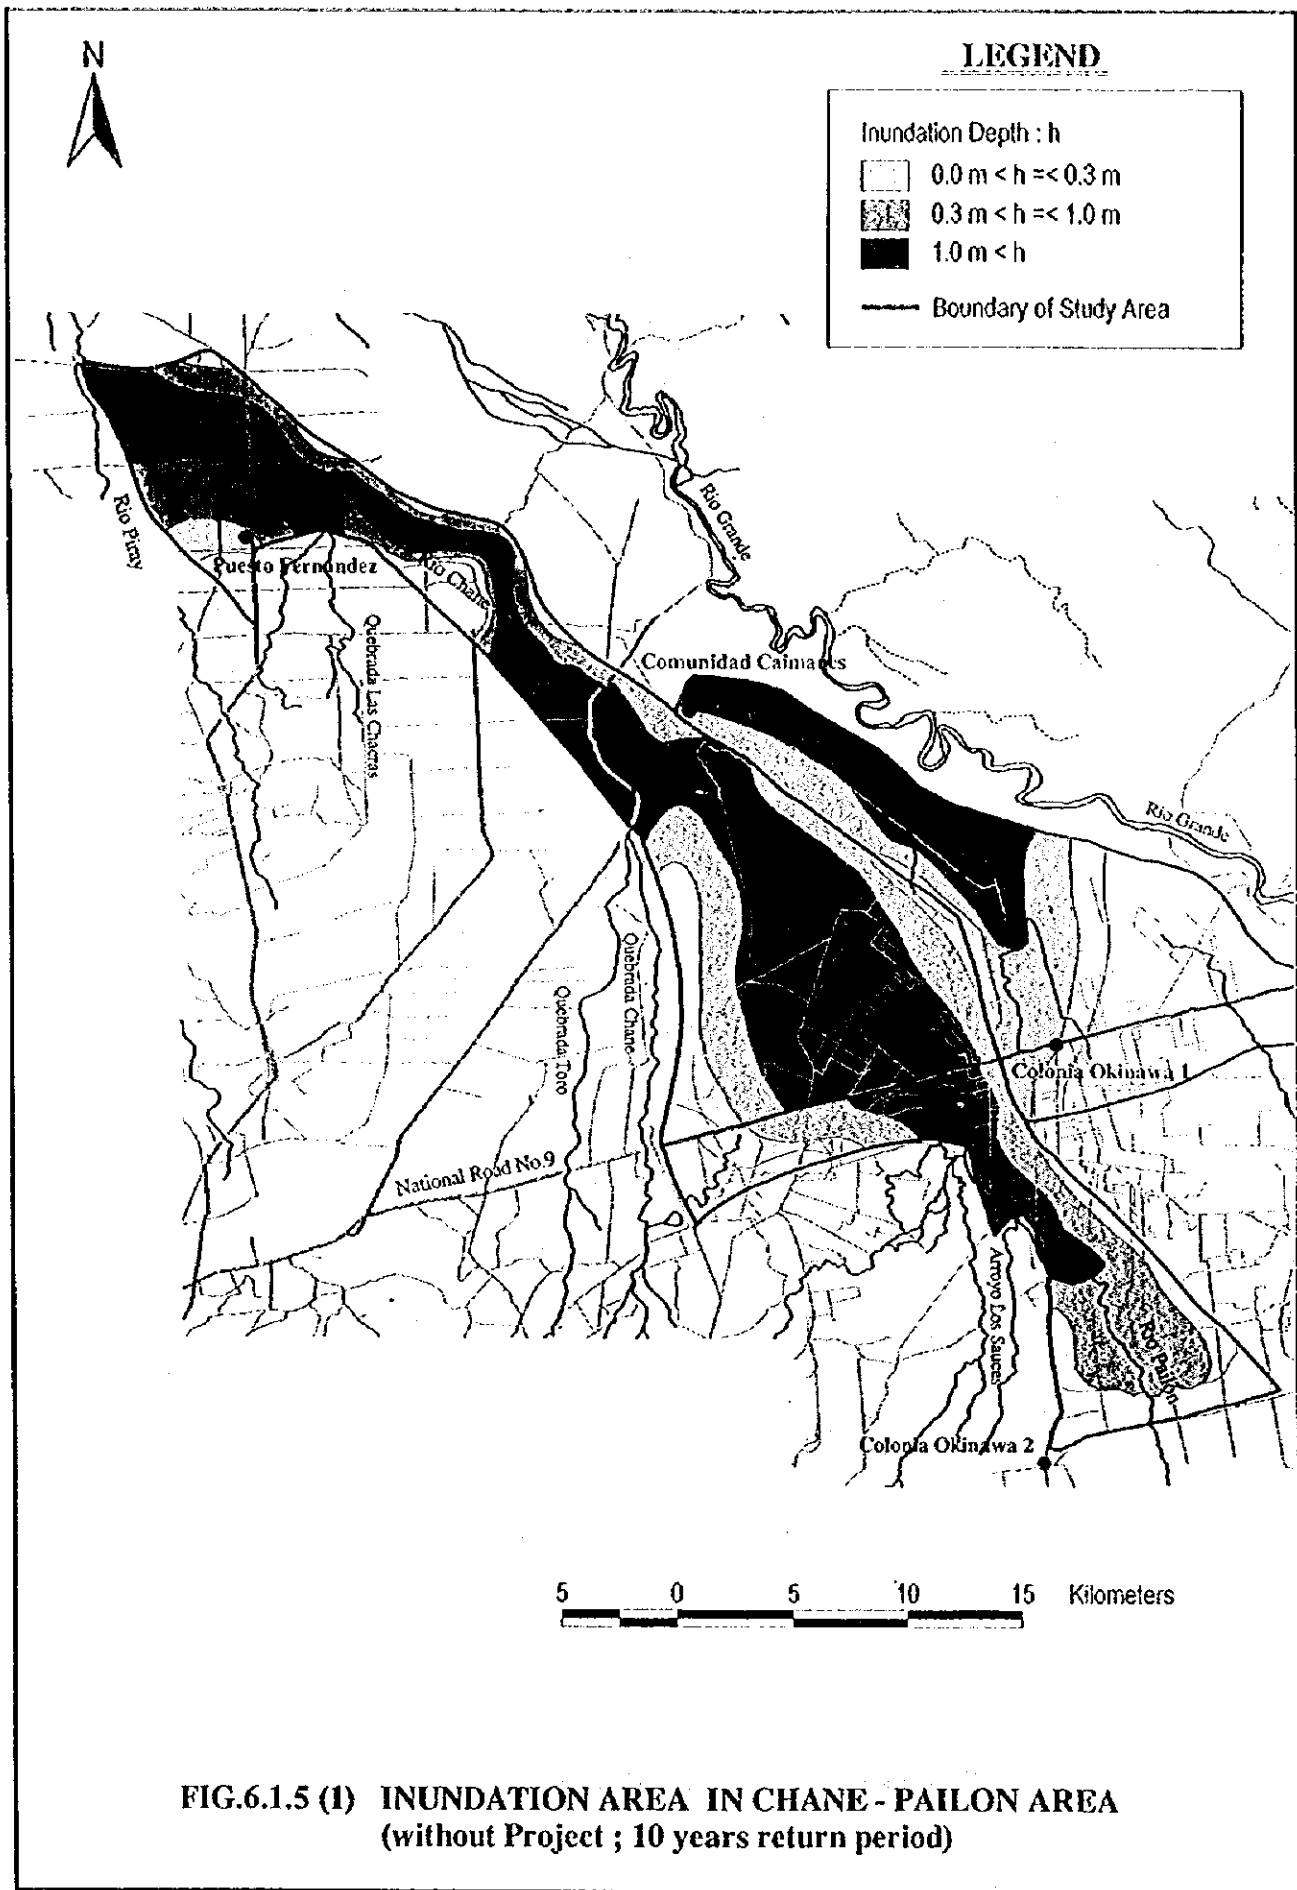 N
LEGEND
Inundation Depth : h
0.0 m < h =< 0.3 m
0.3 m < h =< 1.0 m
1.0 m < h
Boundary of Study Area
Rio Grande
Rio Piray
Puesto Fernández
Rio Chane
Quebrada Las Chacras
Comunidad Caimanes
Rio Grande
Quebrada Chane
Quebrada Toro
Colonia Okinawa 1
National Road No.9
Arroyo Los Sauces
Rio Pailon
Colonia Okinawa 2
5 0 5 10 15 Kilometers
FIG.6.1.5 (1) INUNDATION AREA IN CHANE - PAILON AREA
(without Project ; 10 years return period)